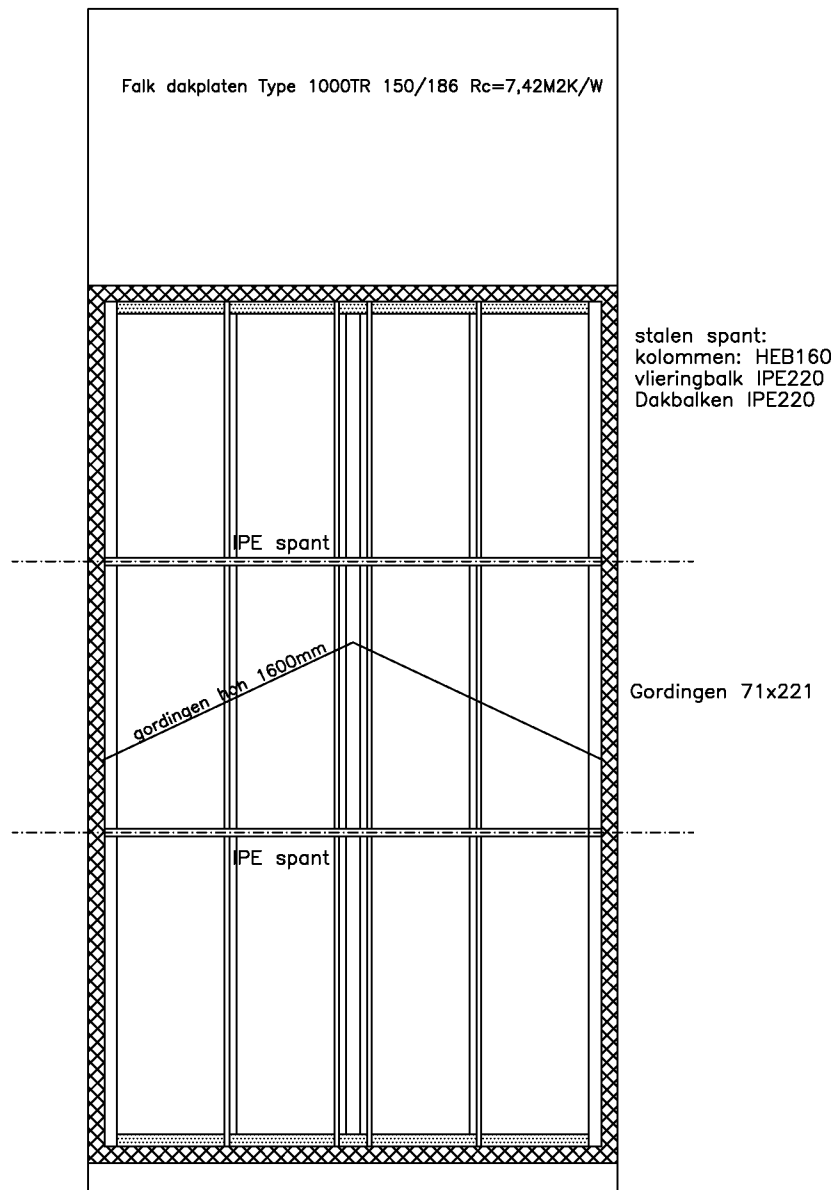 Falk dakplaten Type 1000TR 150/186 Rc=7,42M2K/W
stalen spant:
kolommen: HEB160
vlieringbalk IPE220
Dakbalken IPE220
IPE spant
gordingen hon 1600mm
Gordingen 71x221
IPE spant